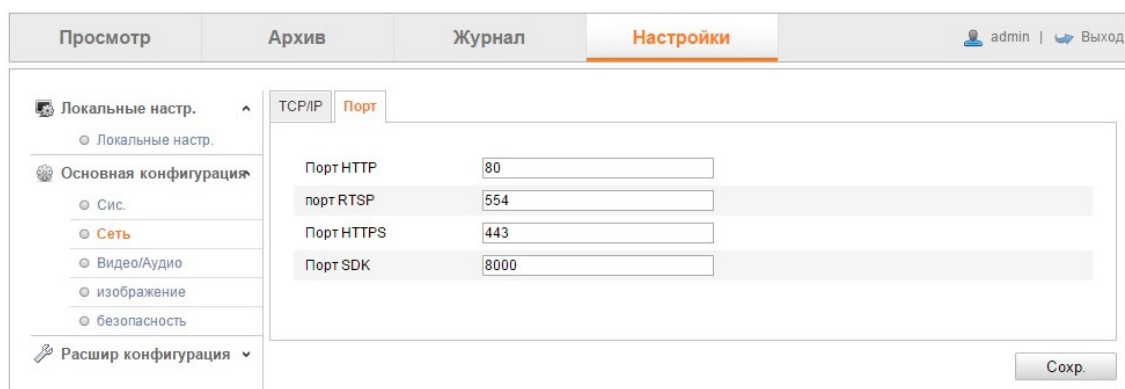 Просмотр Архив Журнал Настройки admin | Выход
Локальные настр.
Локальные настр.
Основная конфигурация
Сис.
Сеть
Видео/Аудио
изображение
безопасность
Расшир конфигурация
TCP/IP Порт
Порт HTTP 80
порт RTSP 554
Порт HTTPS 443
Порт SDK 8000
Сохр.